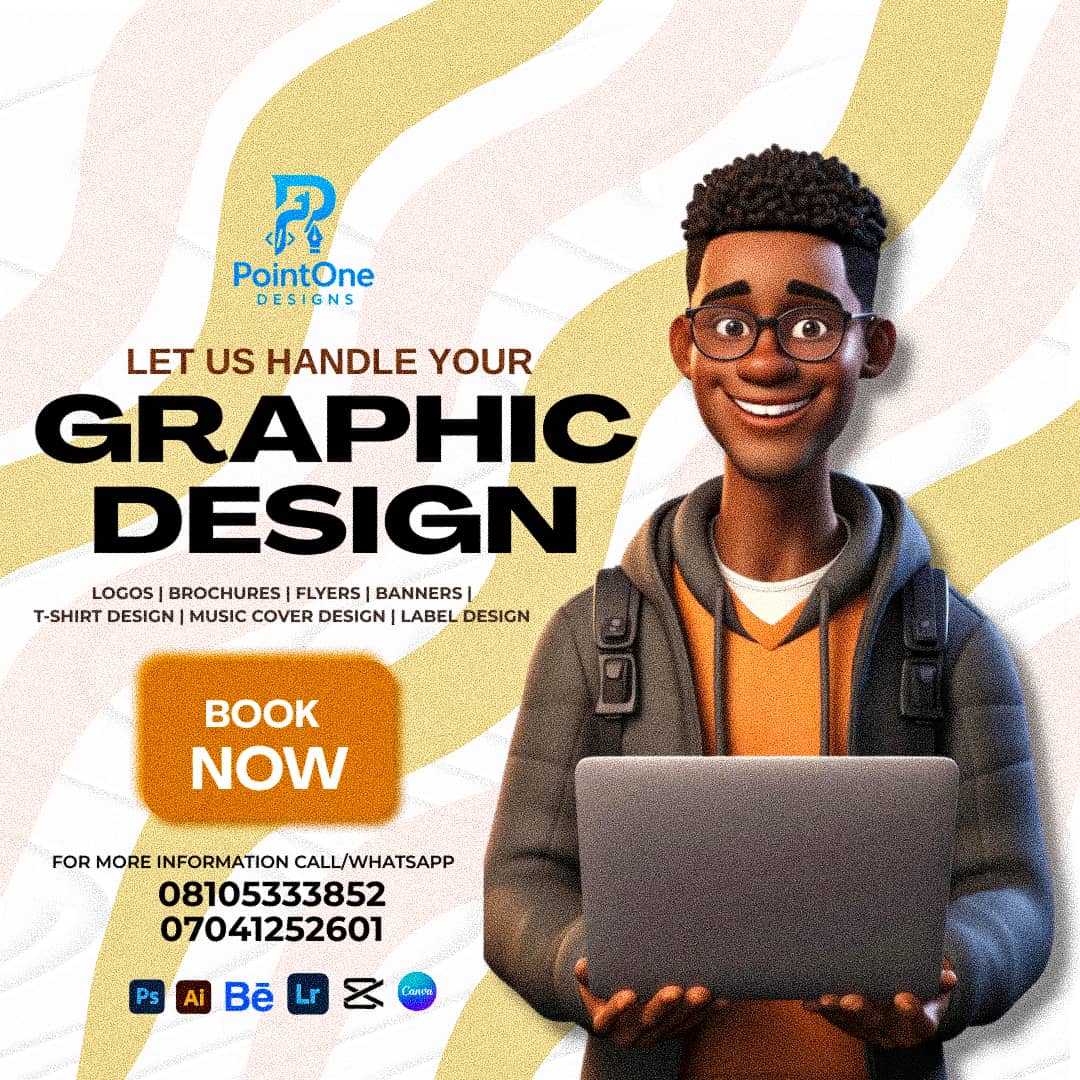 PointOne
DESIGNS
LET US HANDLE YOUR
GRAPHIC
DESIGN
LOGOS | BROCHURES | FLYERS | BANNERS |
T-SHIRT DESIGN | MUSIC COVER DESIGN | LABEL DESIGN
BOOK
NOW
FOR MORE INFORMATION CALL/WHATSAPP
08105333852
07041252601
Ps Ai Bē Lr Canva